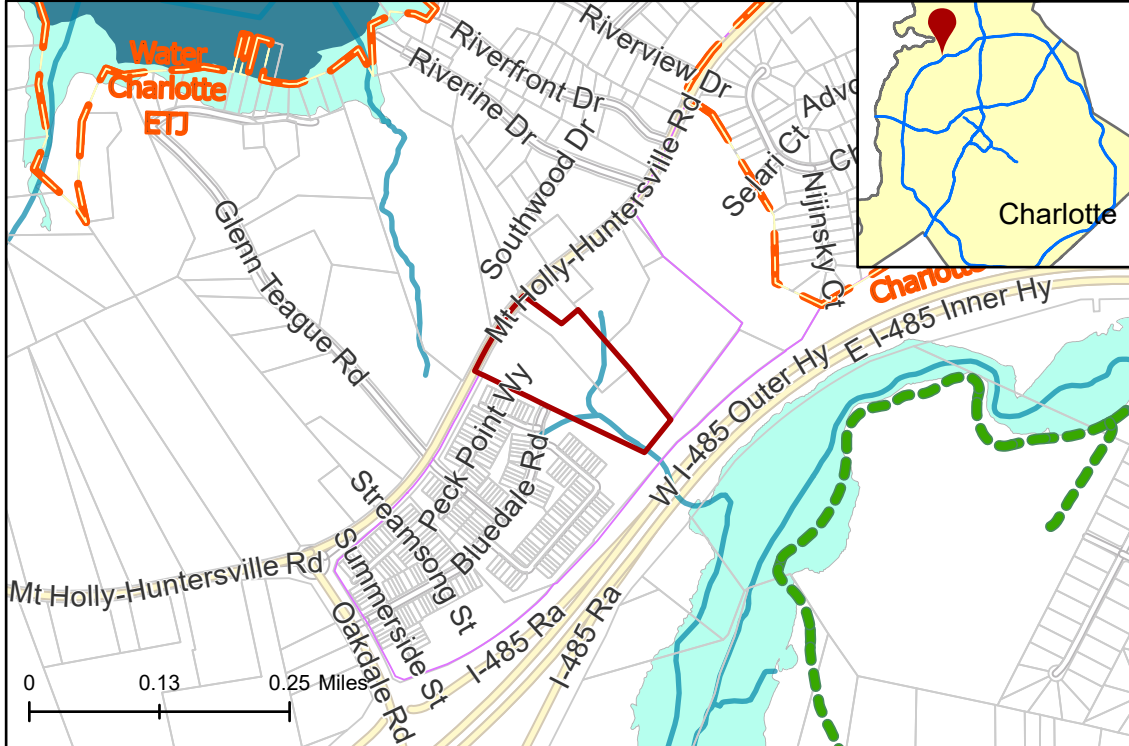 Water
Charlotte
ETJ
Riverview Dr
Riverfront Dr
Riverine Dr
Advo
Ch
Selari Ct
Nijinsky Ct
Southwood Dr
Mt Holly-Huntersville Rd
Glenn Teague Rd
Charlotte
Charlotte
E I-485 Inner Hy
W I-485 Outer Hy
Peck Point Wy
Bluedale Rd
Streamsong St
Summerside St
Mt Holly-Huntersville Rd
Oakdale Rd
I-485 Ra
I-485 Ra
0 0.13 0.25 Miles